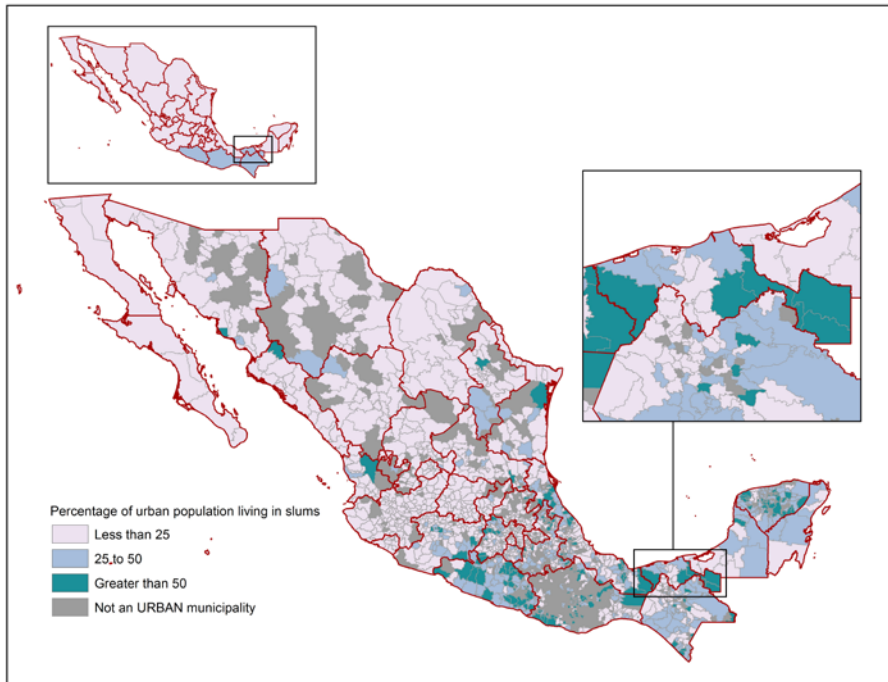 Percentage of urban population living in slums
Less than 25
25 to 50
Greater than 50
Not an URBAN municipality